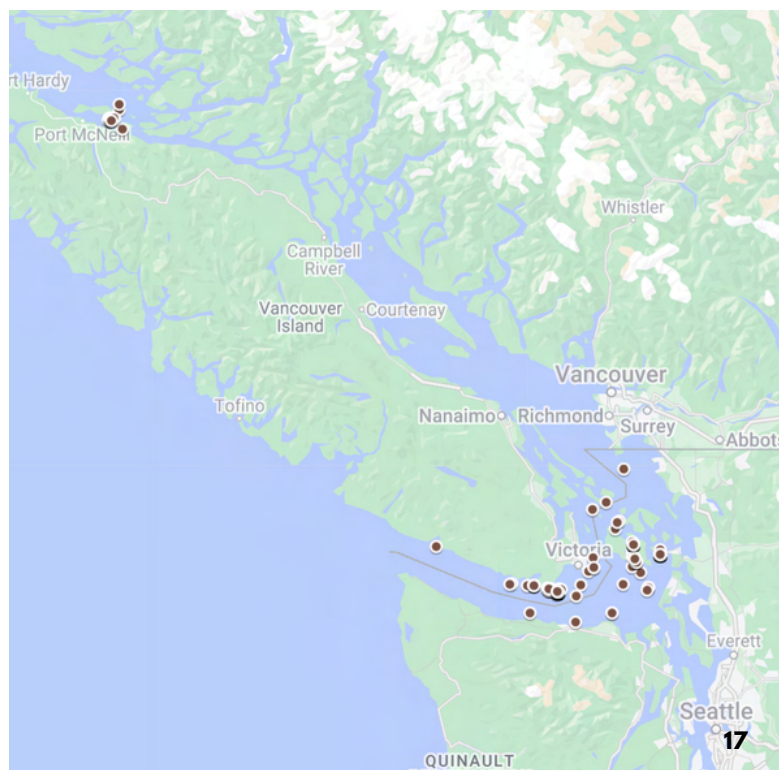 rt Hardy
Port McNeill
Whistler
Campbell
River
Vancouver
Island
Courtenay
Vancouver
Tofino
Nanaimo
Richmond
Surrey
Abbots
Victoria
Everett
Seattle
17
QUINAULT